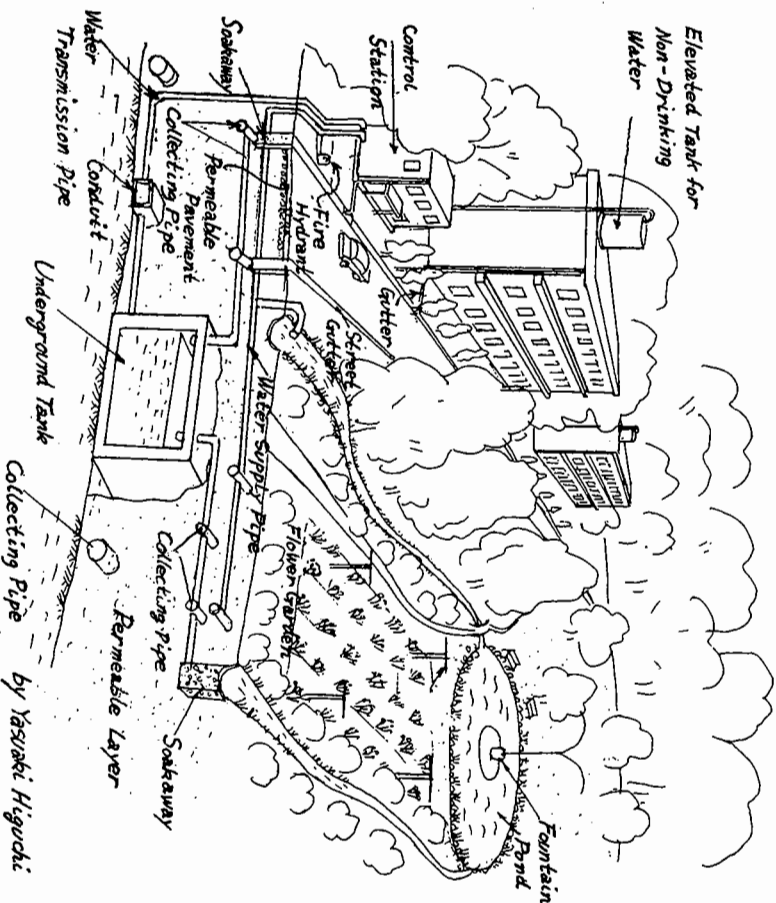 Elevated Tank for
Non-Drinking
Water
Control
Station
Soakaway
Fire
Hydrant
Gutter
Street
Gutter
Permeable
Pavement
Collecting Pipe
Water
Transmission Pipe
Conduit
Underground Tank
Water Supply Pipe
Flower Garden
Fountain
Pond
Collecting Pipe
Soakaway
Permeable Layer
Collecting Pipe
by Yasuaki Higuchi